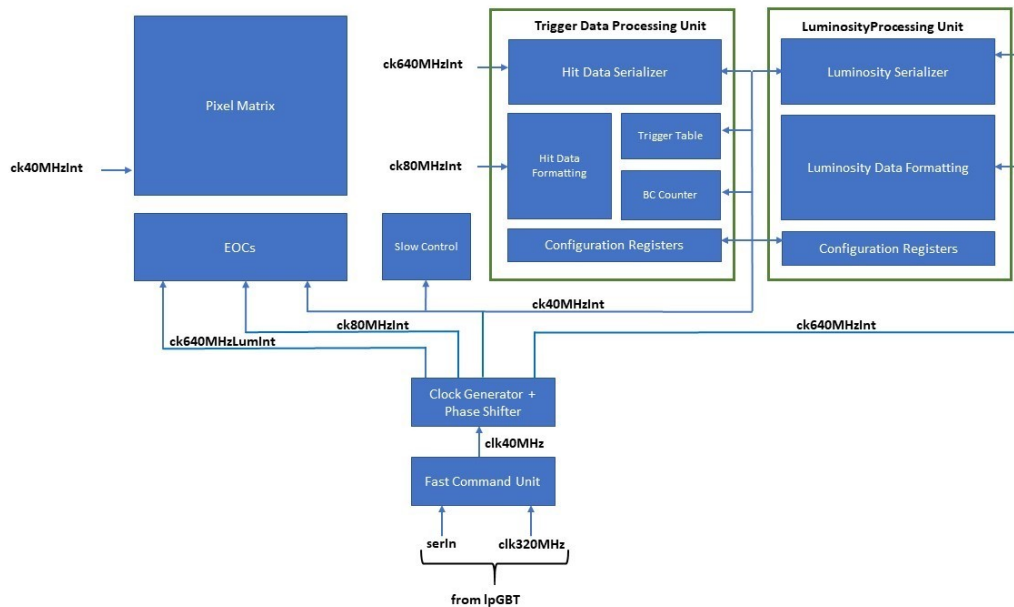 Trigger Data Processing Unit
LuminosityProcessing Unit
ck640MHzInt
Hit Data Serializer
Luminosity Serializer
Pixel Matrix
Trigger Table
Hit Data
Formatting
Luminosity Data Formatting
ck80MHzInt
ck40MHzInt
BC Counter
EOCs
Slow Control
Configuration Registers
Configuration Registers
ck40MHzInt
ck80MHzInt
ck640MHzInt
ck640MHzLumInt
Clock Generator +
Phase Shifter
clk40MHz
Fast Command Unit
serIn
clk320MHz
from lpGBT